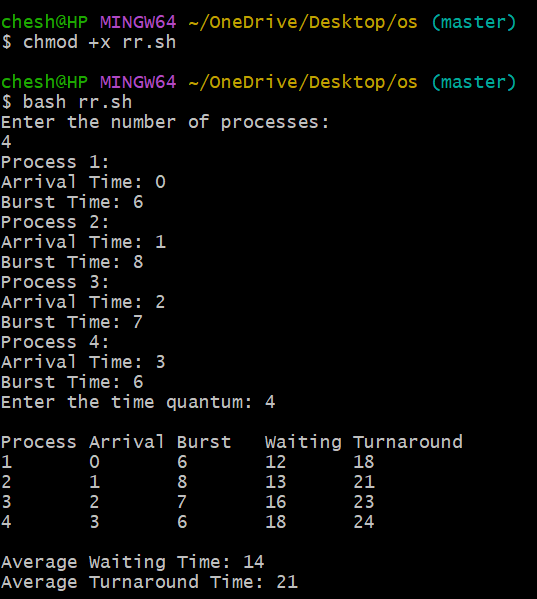 chesh@HP MINGW64 ~/OneDrive/Desktop/os (master)
$ chmod +x rr.sh
chesh@HP MINGW64 ~/OneDrive/Desktop/os (master)
$ bash rr.sh
Enter the number of processes:
4
Process 1:
Arrival Time: 0
Burst Time: 6
Process 2:
Arrival Time: 1
Burst Time: 8
Process 3:
Arrival Time: 2
Burst Time: 7
Process 4:
Arrival Time: 3
Burst Time: 6
Enter the time quantum: 4
Process Arrival Burst   Waiting Turnaround
1       0       6       12      18
2       1       8       13      21
3       2       7       16      23
4       3       6       18      24
Average Waiting Time: 14
Average Turnaround Time: 21